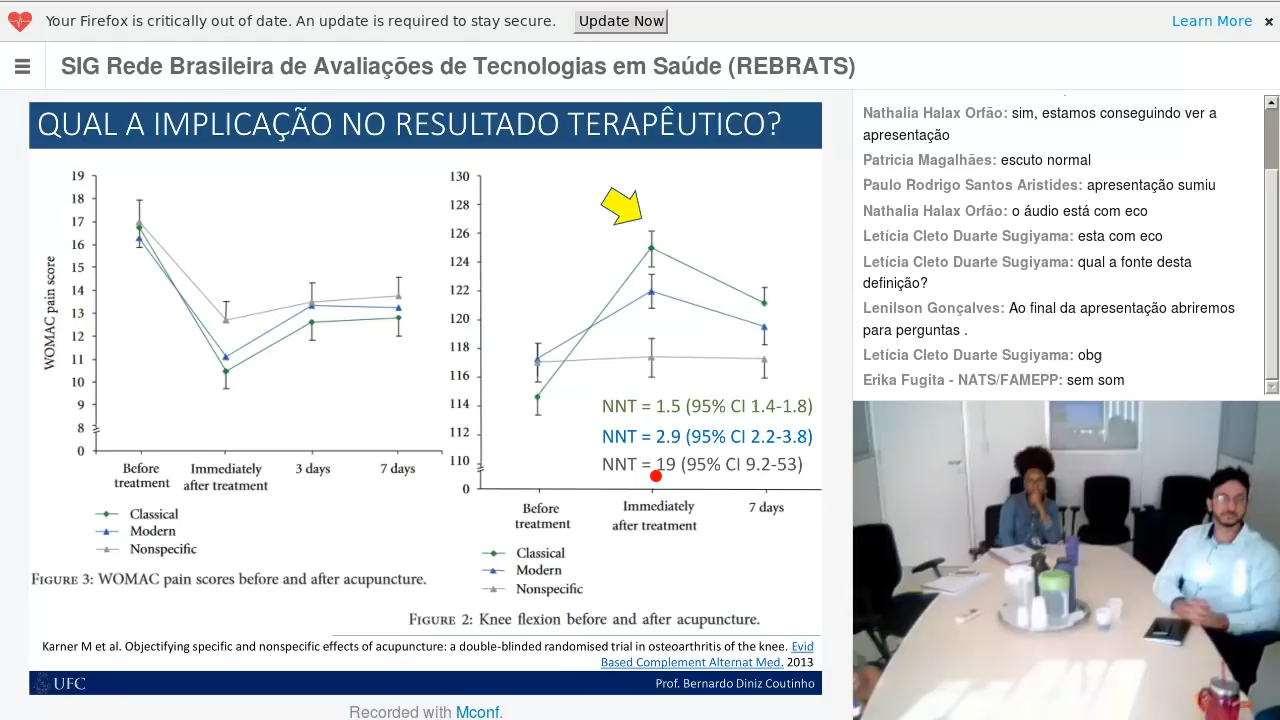 Your Firefox is critically out of date. An update is required to stay secure.
Update Now
Learn More
×
SIG Rede Brasileira de Avaliações de Tecnologias em Saúde (REBRATS)
QUAL A IMPLICAÇÃO NO RESULTADO TERAPÊUTICO?
19
18
17
16
15
14
13
12
11
10
9
8
0
WOMAC pain score
Before treatment
Immediately after treatment
3 days
7 days
Classical
Modern
Nonspecific
FIGURE 3: WOMAC pain scores before and after acupuncture.
130
128
126
124
122
120
118
116
114
112
110
0
NNT = 1.5 (95% CI 1.4-1.8)
NNT = 2.9 (95% CI 2.2-3.8)
NNT = 19 (95% CI 9.2-53)
Before treatment
Immediately after treatment
7 days
Classical
Modern
Nonspecific
FIGURE 2: Knee flexion before and after acupuncture.
Karner M et al. Objectifying specific and nonspecific effects of acupuncture: a double-blinded randomised trial in osteoarthritis of the knee. Evid
Based Complement Alternat Med. 2013
UFC
Prof. Bernardo Diniz Coutinho
Recorded with Mconf.
Nathalia Halax Orfão: sim, estamos conseguindo ver a
apresentação
Patricia Magalhães: escuto normal
Paulo Rodrigo Santos Aristides: apresentação sumiu
Nathalia Halax Orfão: o áudio está com eco
Letícia Cleto Duarte Sugiyama: esta com eco
Letícia Cleto Duarte Sugiyama: qual a fonte desta
definição?
Lenilson Gonçalves: Ao final da apresentação abriremos
para perguntas .
Letícia Cleto Duarte Sugiyama: obg
Erika Fugita - NATS/FAMEPP: sem som